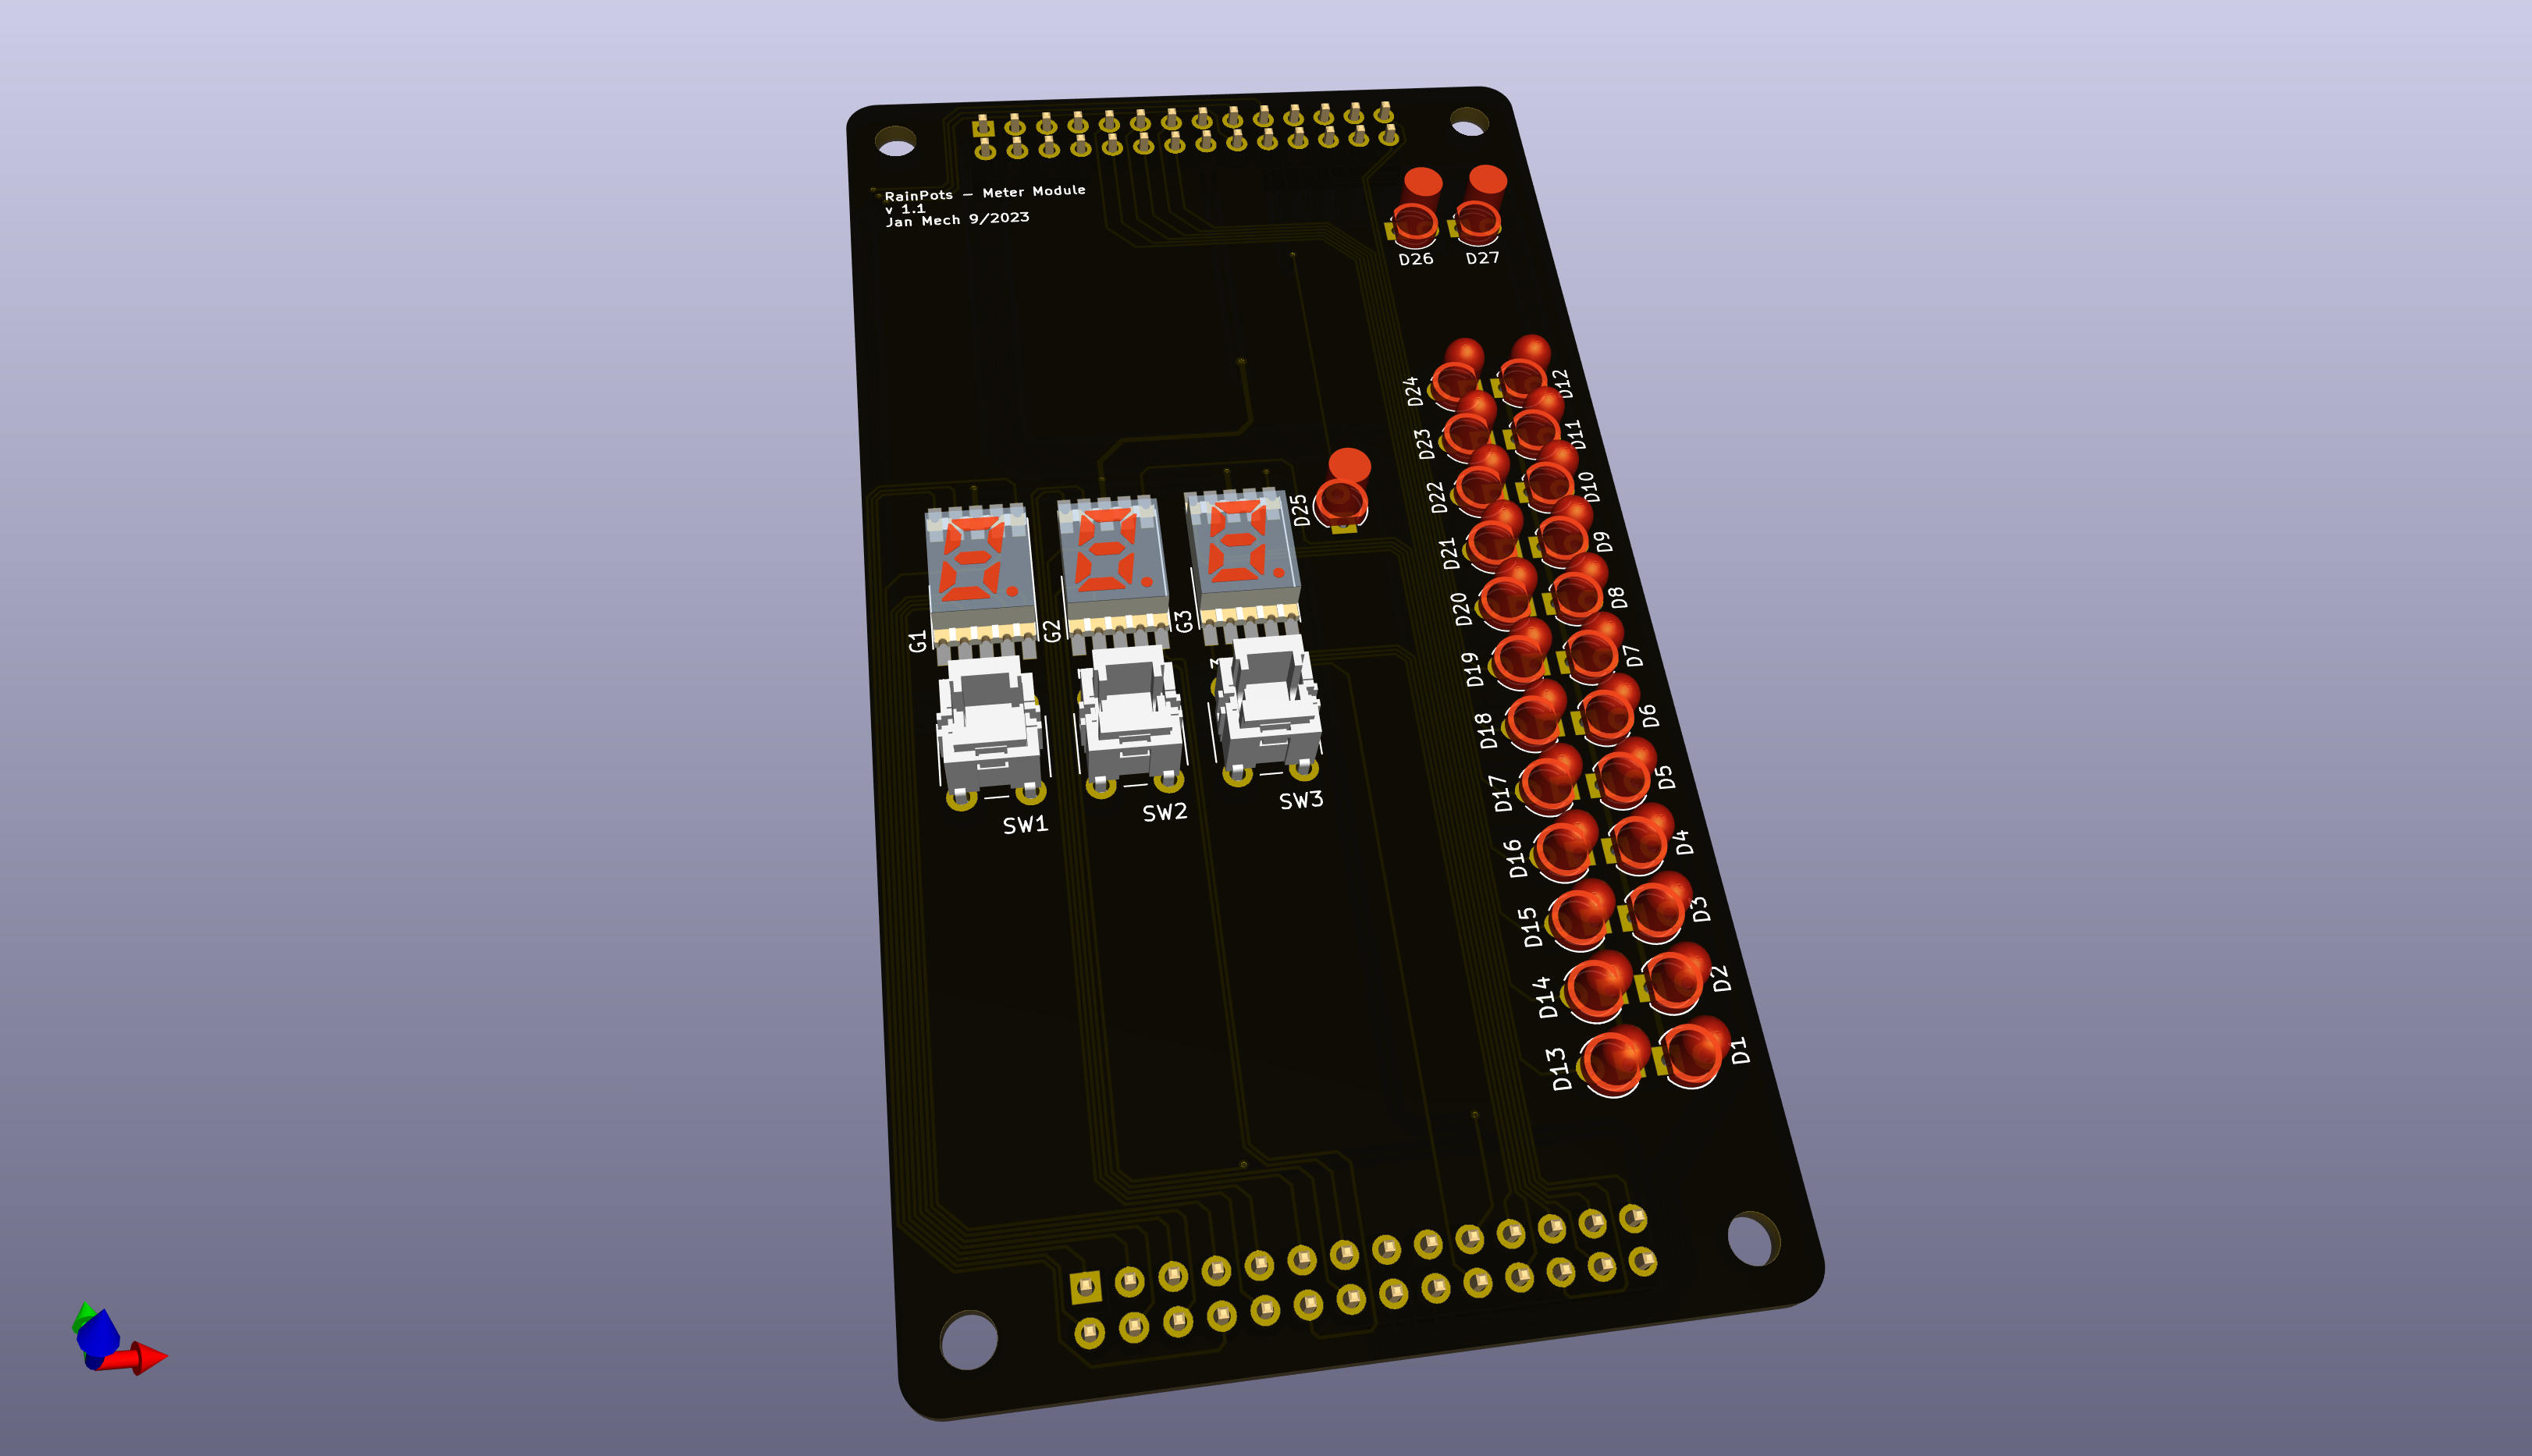 RainPots — Meter Module
v 1.1
Jan Mech 9/2023
D26 D27
D24 D12
D23 D11
D22 D10
D25
D21 D9
D20 D8
G1 G2 G3
D19 D7
D18 D6
D17 D5
SW1 SW2 SW3
D16 D4
D15 D3
D14 D2
D13 D1